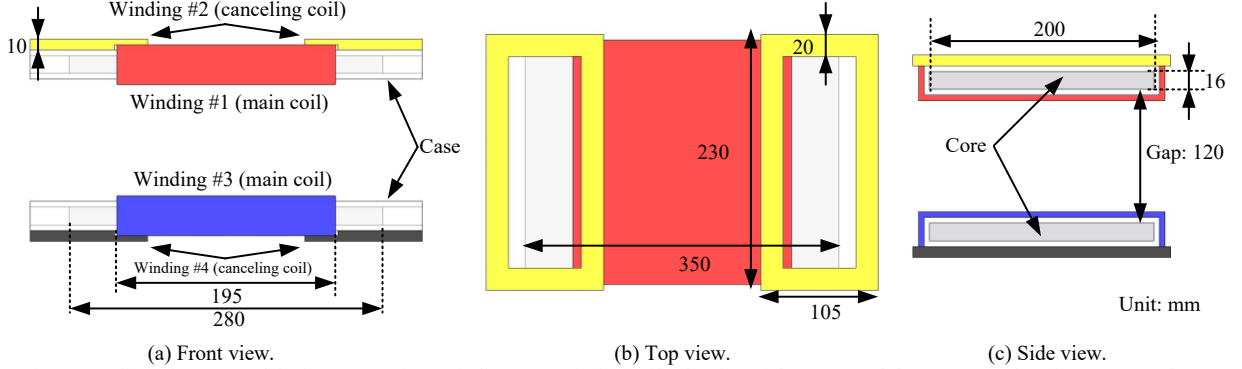 Winding #2 (canceling coil)
10
Winding #1 (main coil)
Case
Winding #3 (main coil)
Winding #4 (canceling coil)
195
280
(a) Front view.
20
230
350
105
(b) Top view.
200
16
Core
Gap: 120
Unit: mm
(c) Side view.